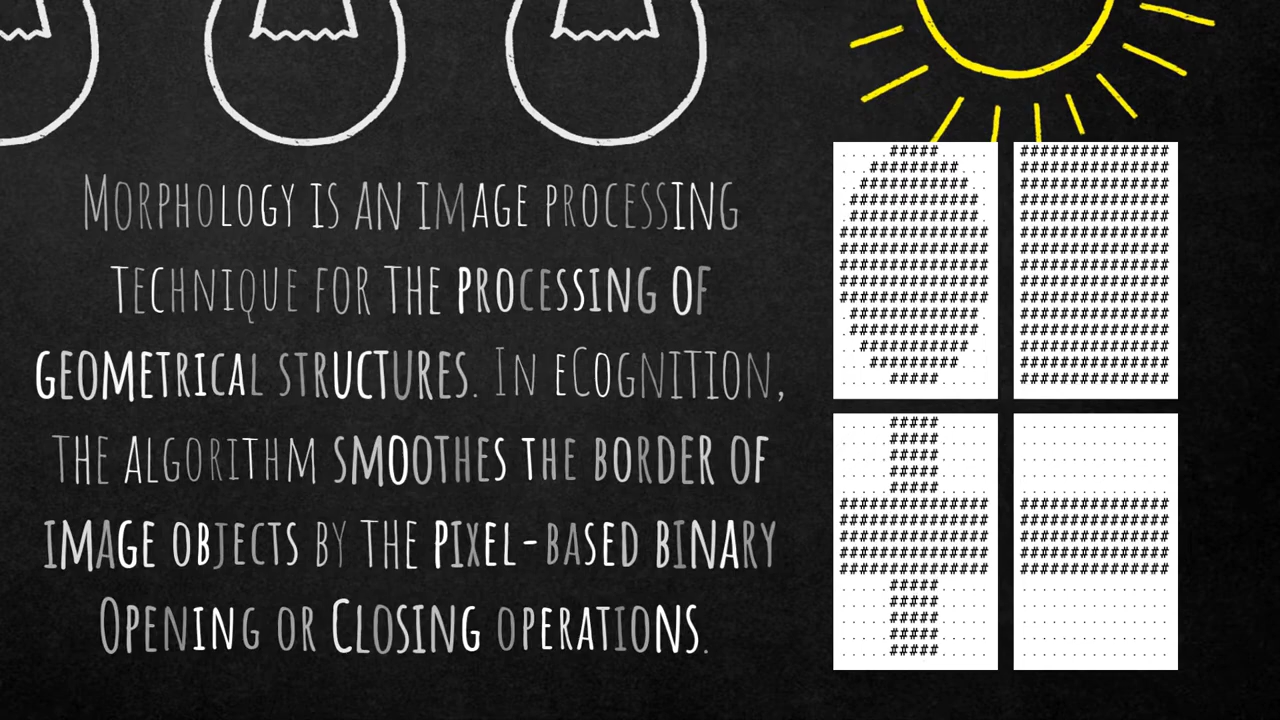 Morphology is an image processing
technique for the processing of
geometrical structures. In eCognition,
the algorithm smoothes the border of
image objects by the pixel-based binary
Opening or Closing operations.